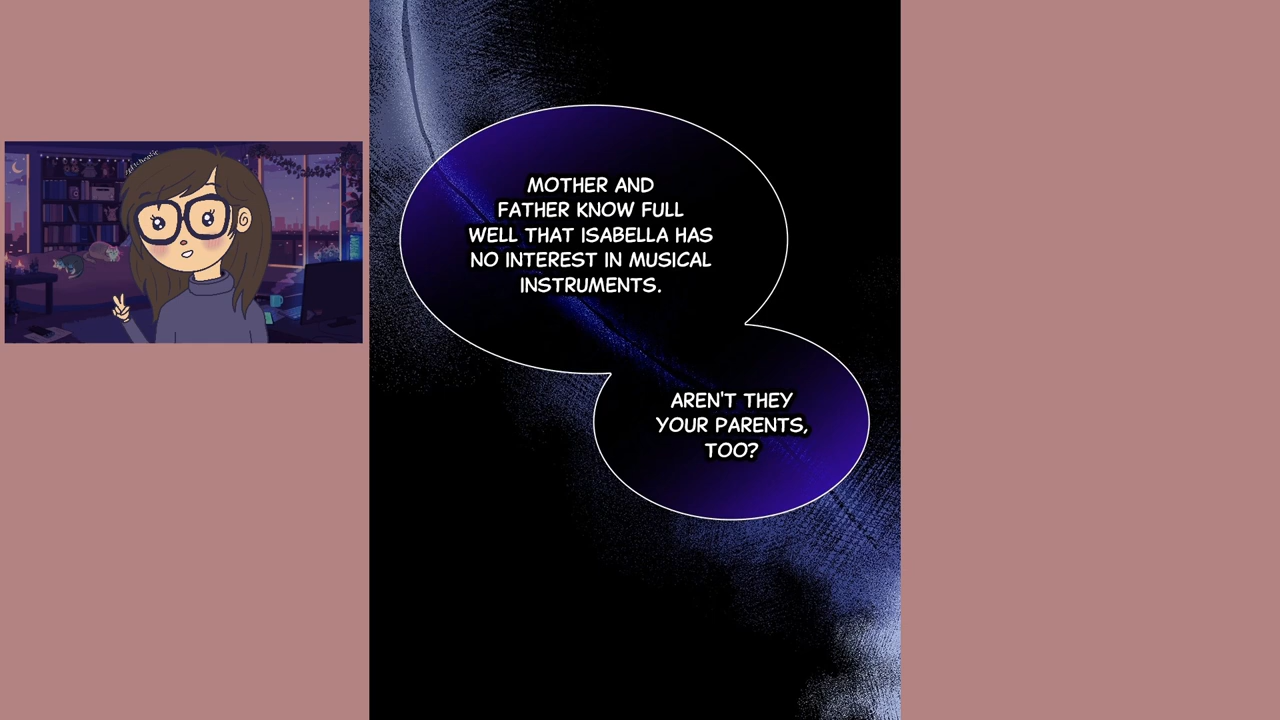 MOTHER AND
FATHER KNOW FULL
WELL THAT ISABELLA HAS
NO INTEREST IN MUSICAL
INSTRUMENTS.
AREN'T THEY
YOUR PARENTS,
TOO?